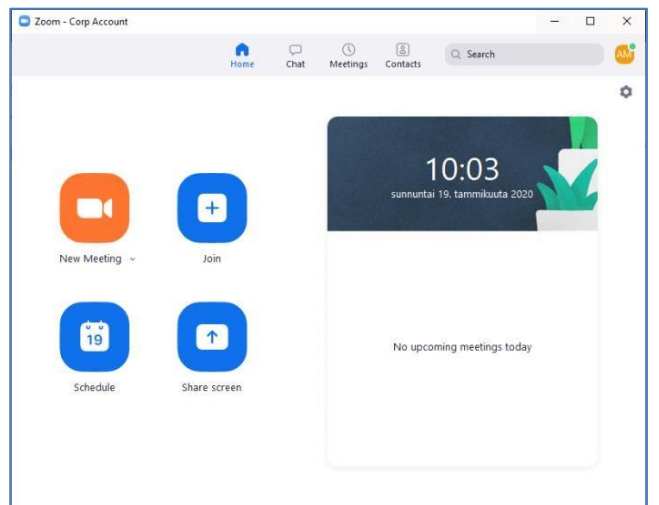 Zoom - Corp Account
Home Chat Meetings Contacts Search AM
10:03
sunnuntai 19. tammikuuta 2020
New Meeting Join
19
Schedule Share screen
No upcoming meetings today